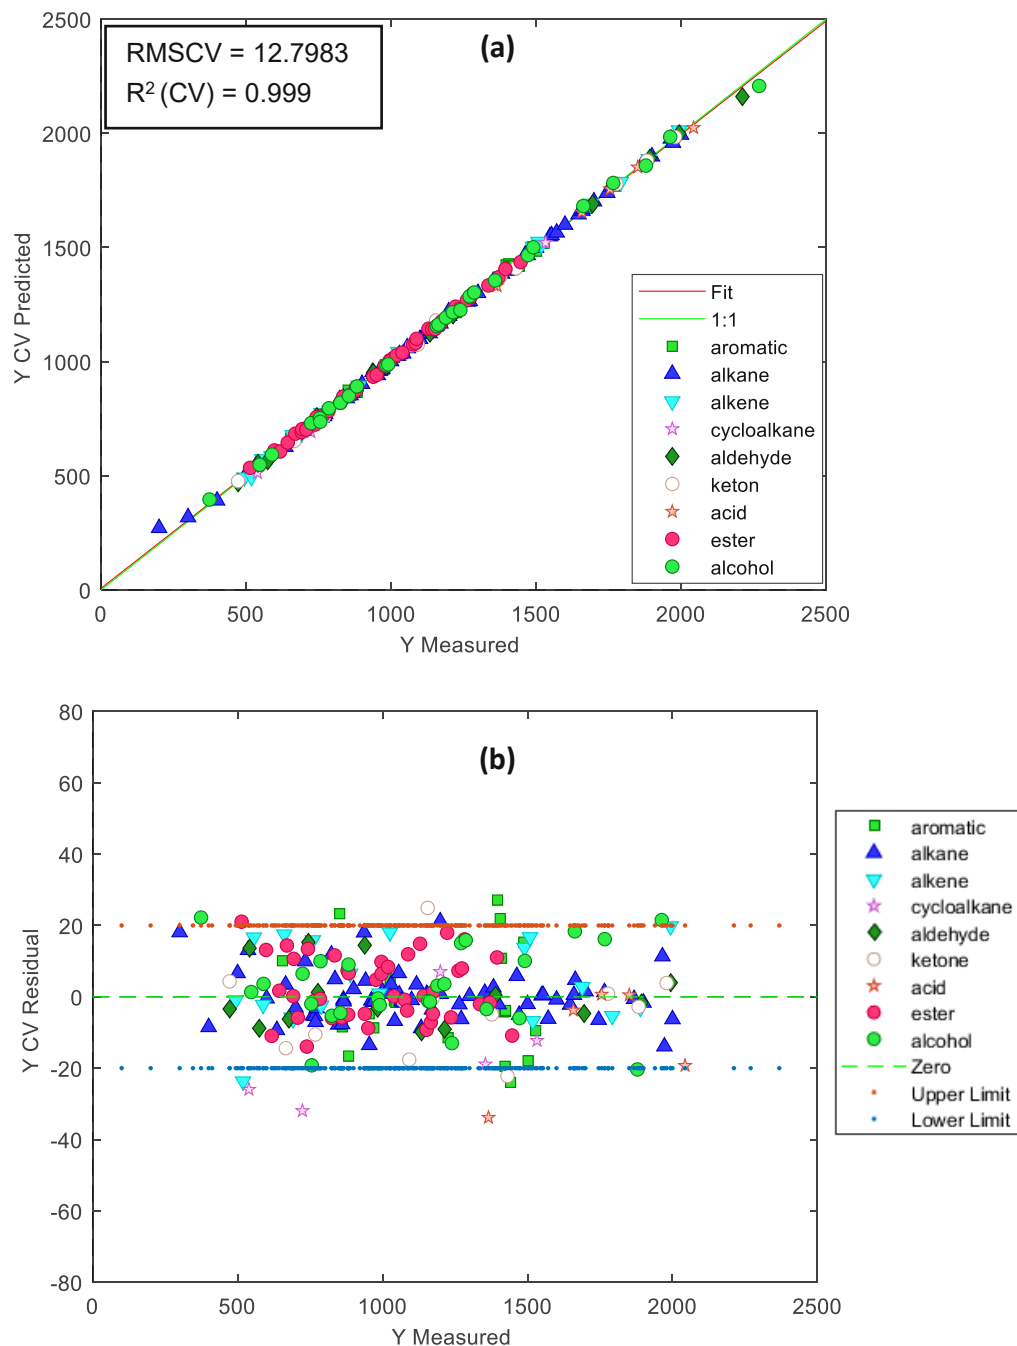 2500
RMSCV = 12.7983
R² (CV) = 0.999
(a)
2000
1500
1000
500
0
Y CV Predicted
Fit
1:1
aromatic
alkane
alkene
cycloalkane
aldehyde
keton
acid
ester
alcohol
0 500 1000 1500 2000 2500
Y Measured
80
60
40
20
0
-20
-40
-60
-80
(b)
Y CV Residual
aromatic
alkane
alkene
cycloalkane
aldehyde
ketone
acid
ester
alcohol
Zero
Upper Limit
Lower Limit
0 500 1000 1500 2000 2500
Y Measured